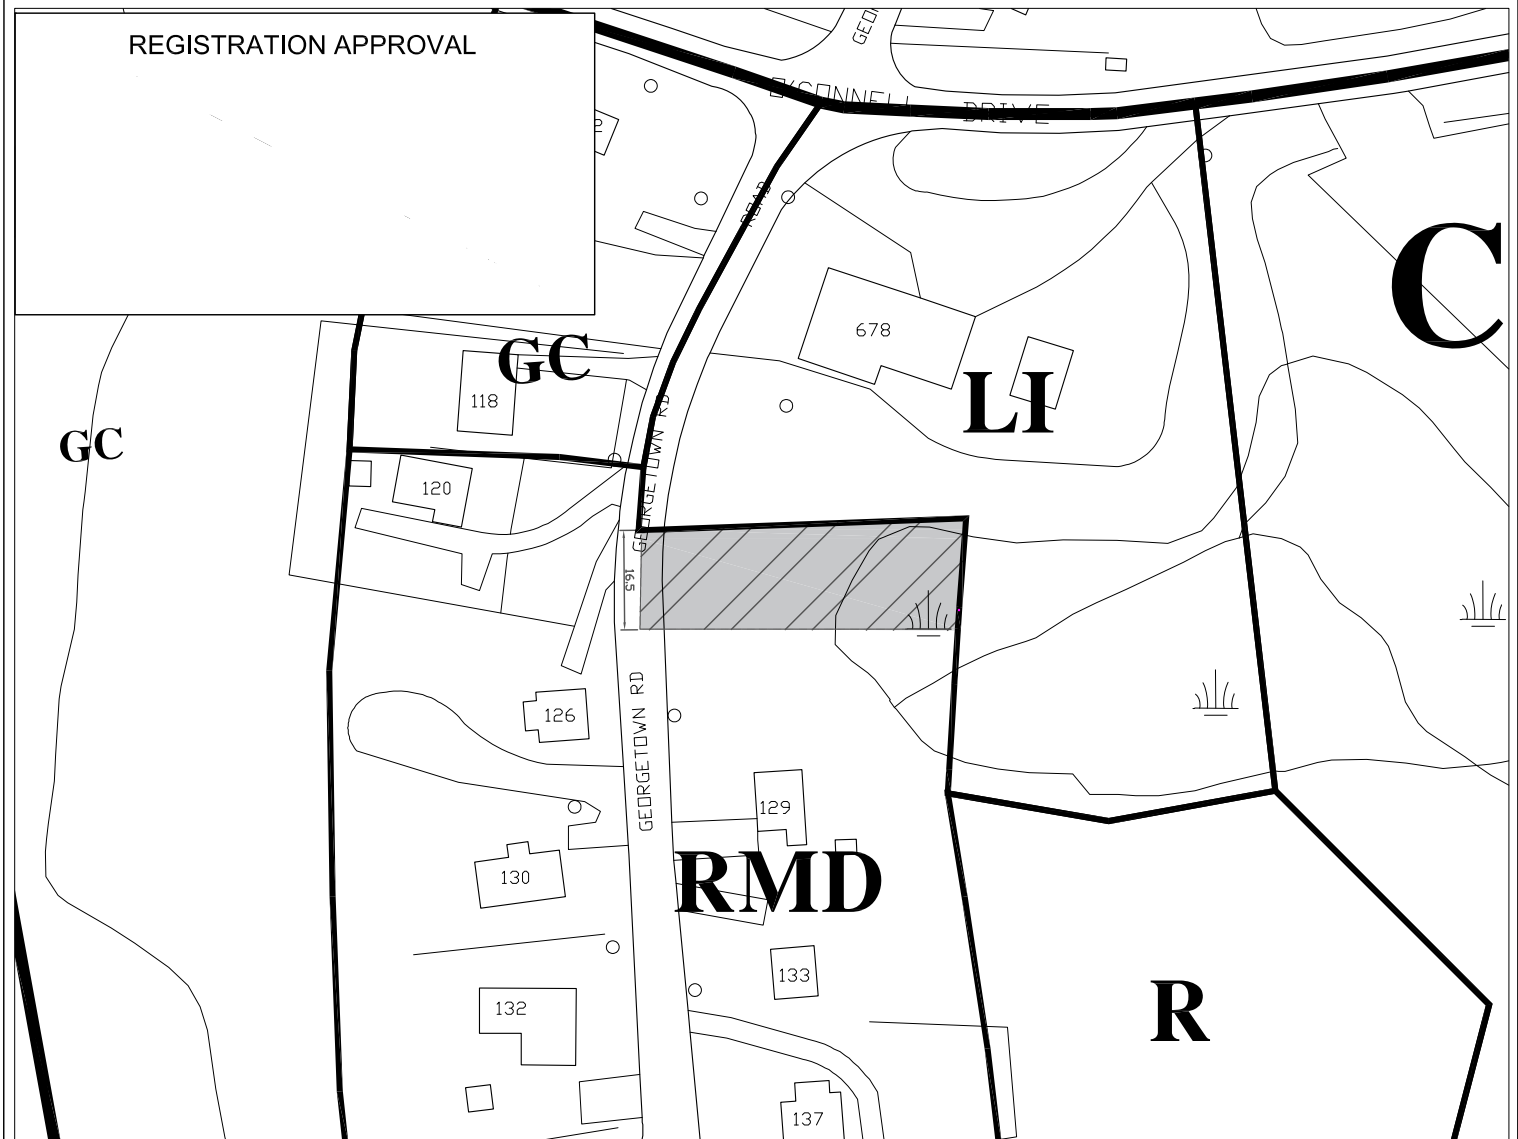 REGISTRATION APPROVAL
O'CONNELL DRIVE
ROAD
C
678
GC
118
LI
GEORGETOWN RD
GC
120
16.5
126
GEORGETOWN RD
129
130
RMD
133
132
R
137